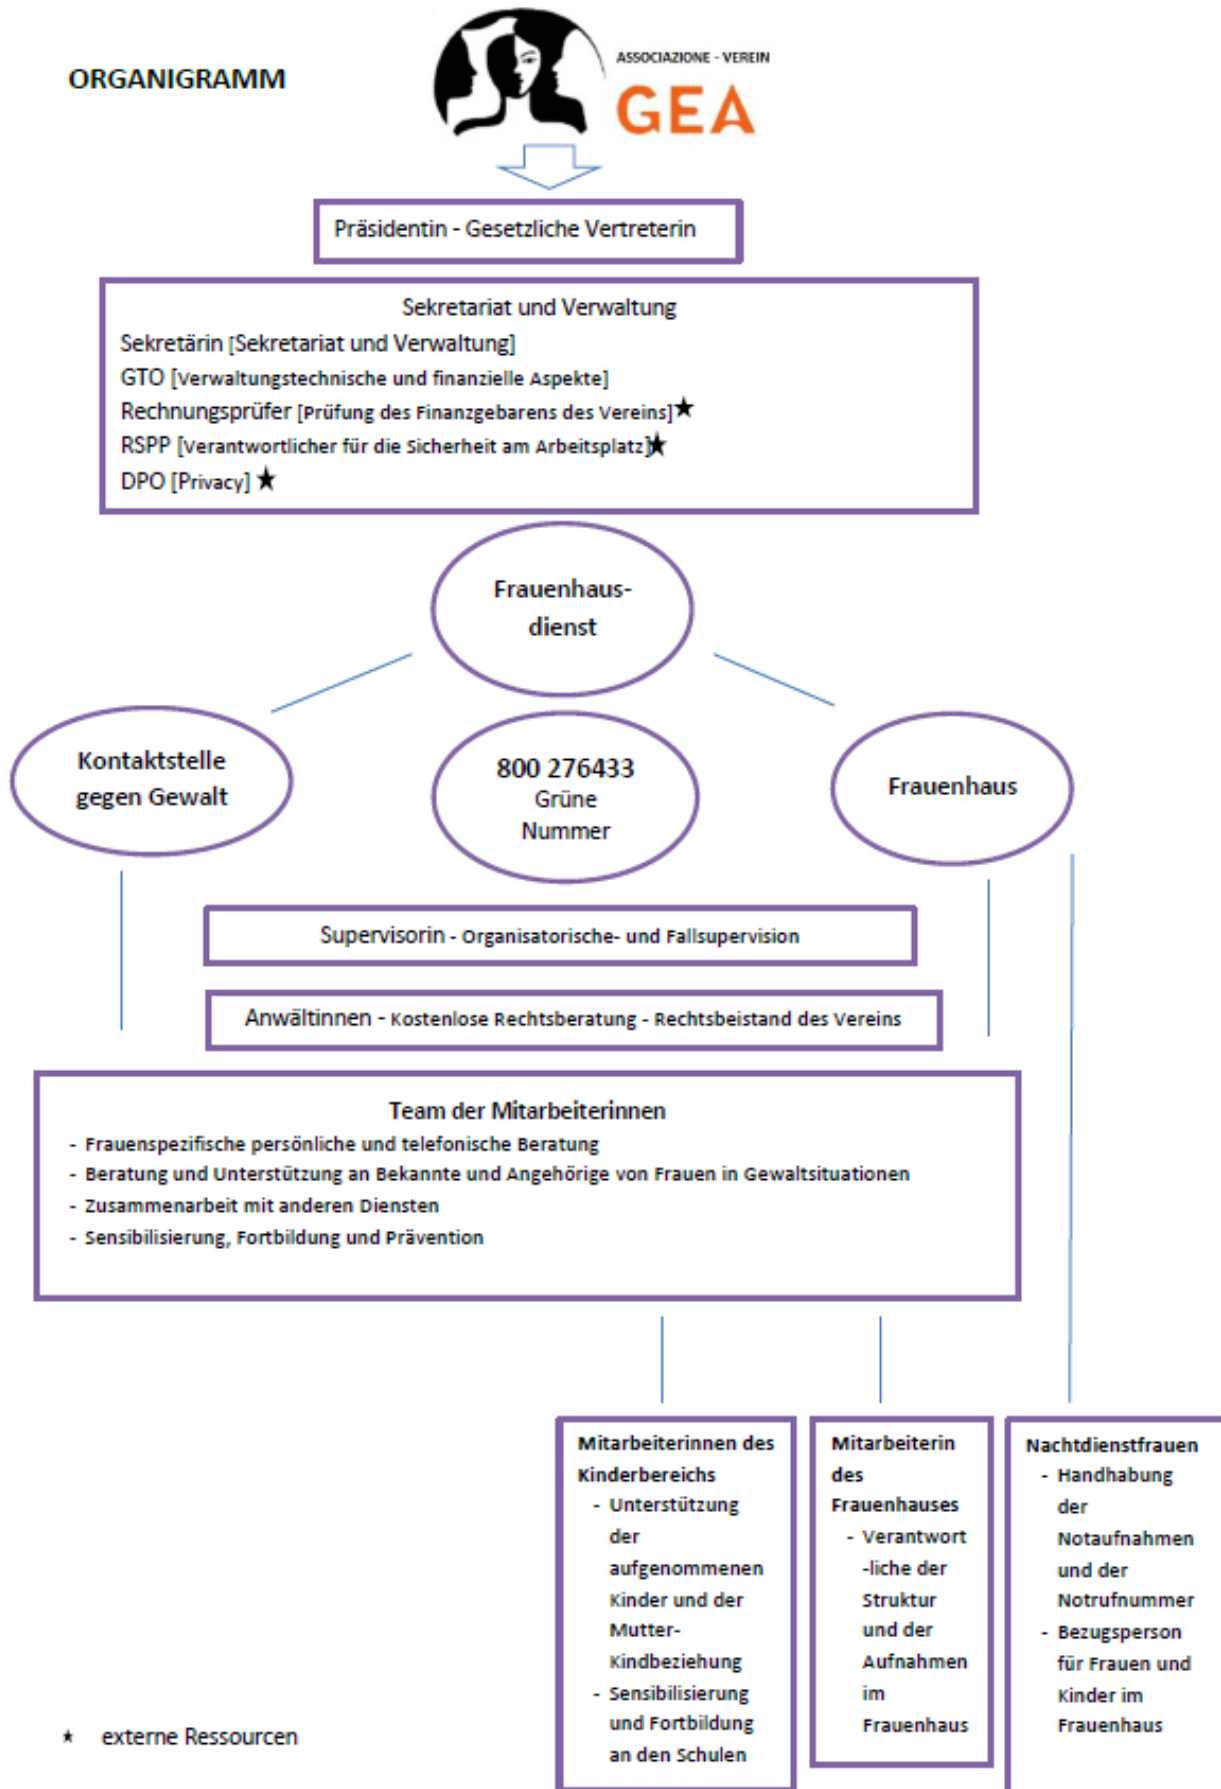 ORGANIGRAMM
ASSOCIAZIONE - VEREIN
GEA
Präsidentin - Gesetzliche Vertreterin
Sekretariat und Verwaltung
Sekretärin [Sekretariat und Verwaltung]
GTO [Verwaltungstechnische und finanzielle Aspekte]
Rechnungsprüfer [Prüfung des Finanzgebarens des Vereins]★
RSPP [Verantwortlicher für die Sicherheit am Arbeitsplatz]★
DPO [Privacy] ★
Frauenhaus-
dienst
Kontaktstelle
gegen Gewalt
800 276433
Grüne
Nummer
Frauenhaus
Supervisorin - Organisatorische- und Fallsupervision
Anwältinnen - Kostenlose Rechtsberatung - Rechtsbeistand des Vereins
Team der Mitarbeiterinnen
- Frauenspezifische persönliche und telefonische Beratung
- Beratung und Unterstützung an Bekannte und Angehörige von Frauen in Gewaltsituationen
- Zusammenarbeit mit anderen Diensten
- Sensibilisierung, Fortbildung und Prävention
Mitarbeiterinnen des
Kinderbereichs
- Unterstützung
der
aufgenommenen
Kinder und der
Mutter-
Kindbeziehung
- Sensibilisierung
und Fortbildung
an den Schulen
Mitarbeiterin
des
Frauenhauses
- Verantwort
-liche der
Struktur
und der
Aufnahmen
im
Frauenhaus
Nachtdienstfrauen
- Handhabung
der
Notaufnahmen
und der
Notrufnummer
- Bezugsperson
für Frauen und
Kinder im
Frauenhaus
★ externe Ressourcen